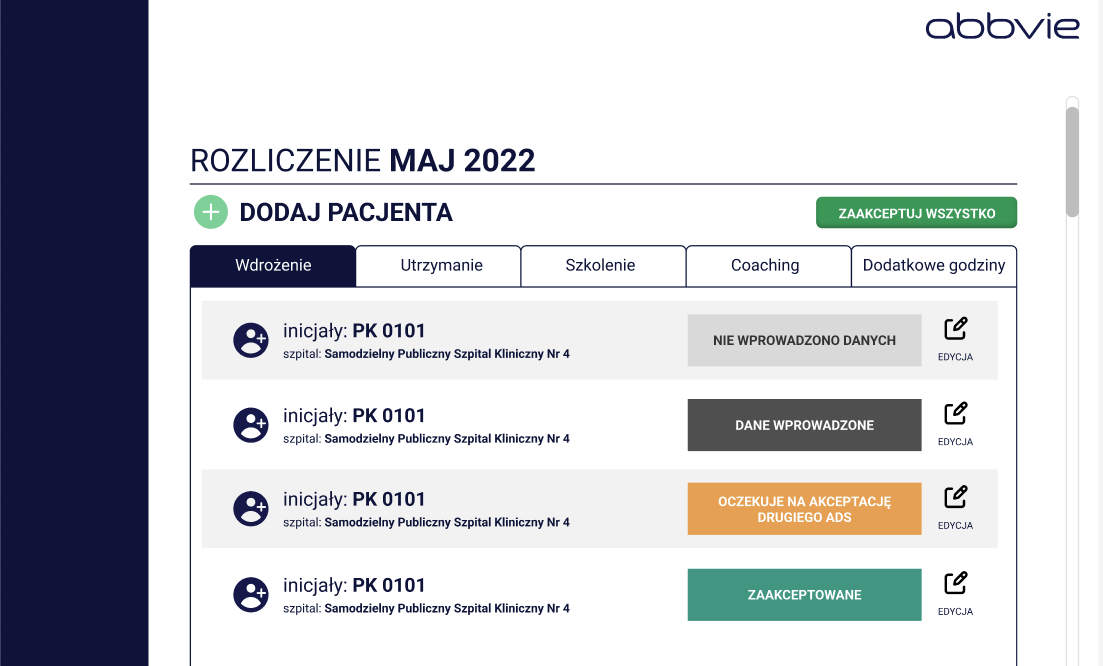 abbvie
ROZLICZENIE MAJ 2022
DODAJ PACJENTA
ZAAKCEPTUJ WSZYSTKO
Wdrożenie
Utrzymanie
Szkolenie
Coaching
Dodatkowe godziny
inicjały: PK 0101
szpital: Samodzielny Publiczny Szpital Kliniczny Nr 4
NIE WPROWADZONO DANYCH
EDYCJA
inicjały: PK 0101
szpital: Samodzielny Publiczny Szpital Kliniczny Nr 4
DANE WPROWADZONE
EDYCJA
inicjały: PK 0101
szpital: Samodzielny Publiczny Szpital Kliniczny Nr 4
OCZEKUJE NA AKCEPTACJĘ
DRUGIEGO ADS
EDYCJA
inicjały: PK 0101
szpital: Samodzielny Publiczny Szpital Kliniczny Nr 4
ZAAKCEPTOWANE
EDYCJA